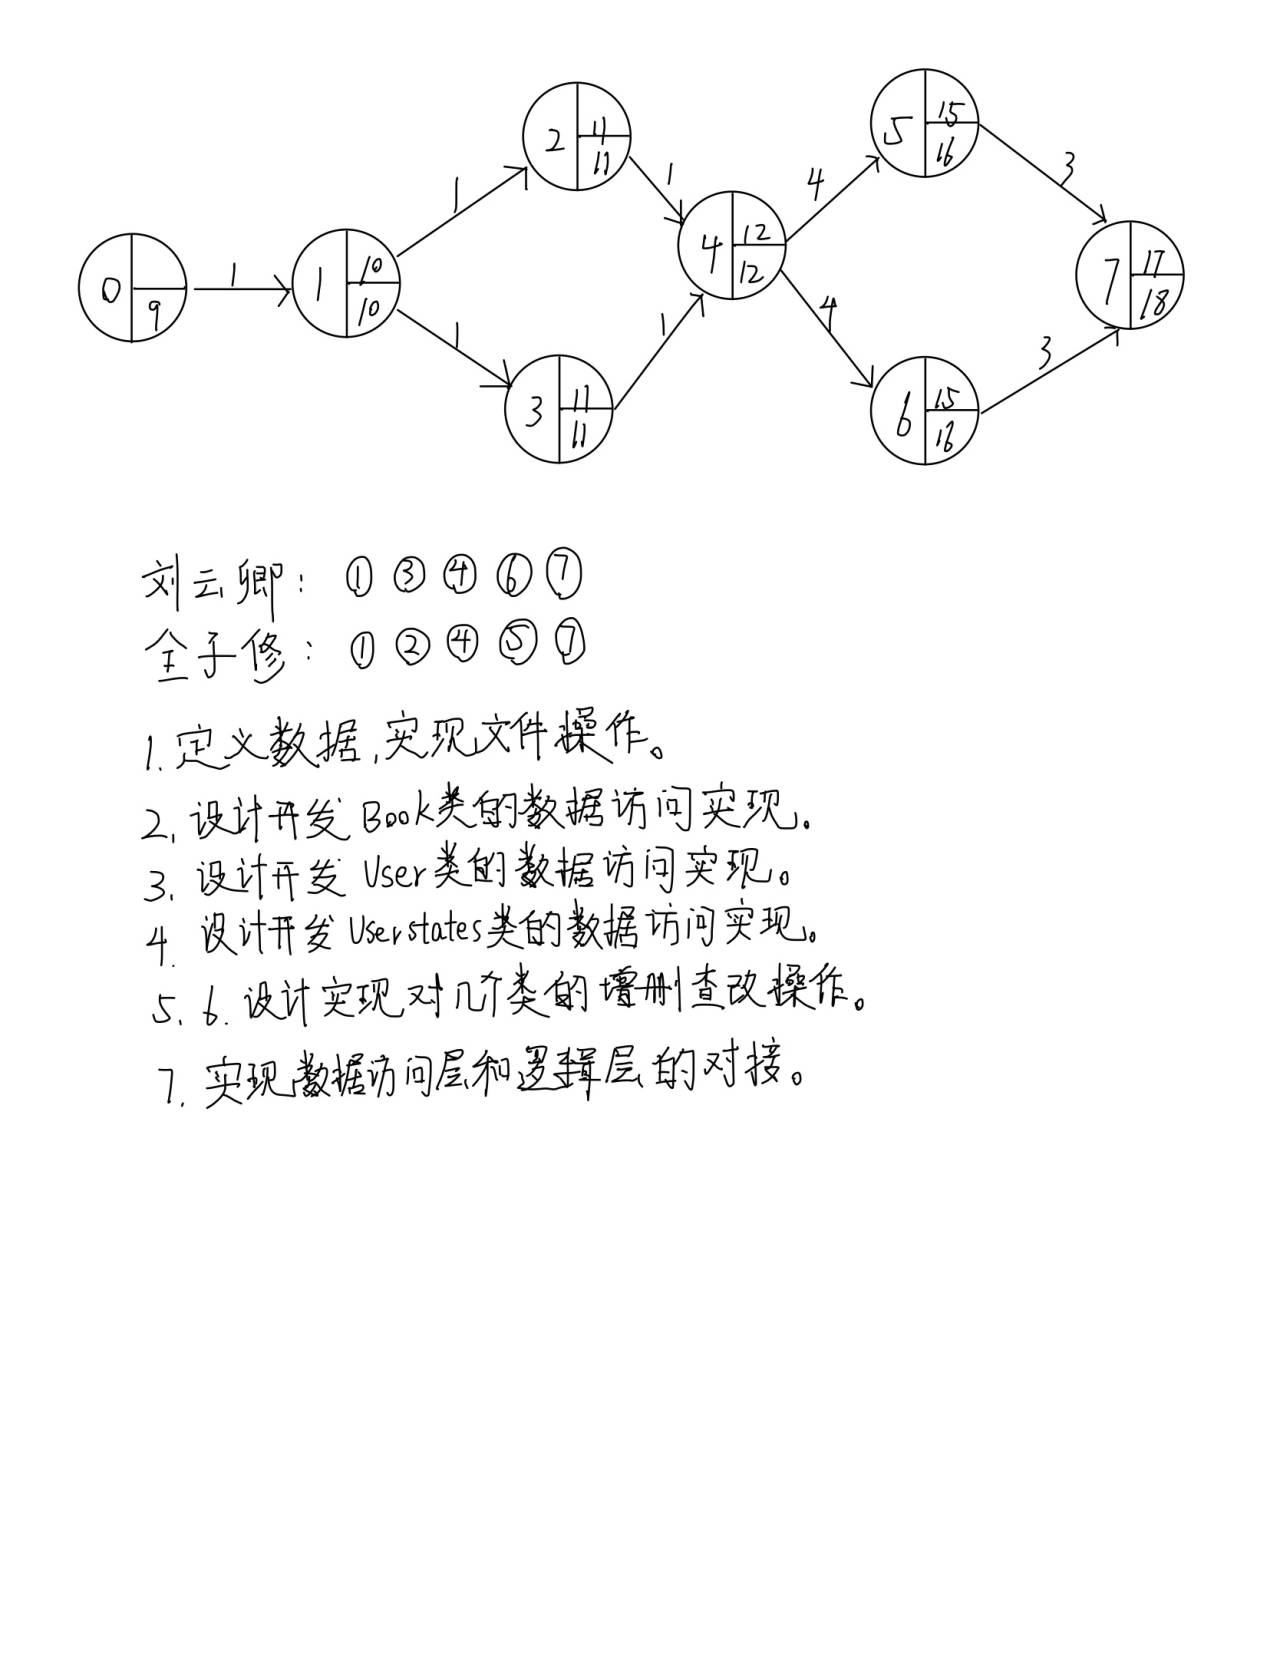 0 9
1
1 10 10
1
2 11 11
1
1
3 11 11
1
4 12 12
4
5 15 16
3
4
6 15 16
3
7 17 18
刘云卿: ① ③ ④ ⑥ ⑦
全子修: ① ② ④ ⑤ ⑦
1.定义数据,实现文件操作。
2.设计开发Book类的数据访问实现。
3.设计开发User类的数据访问实现。
4.设计开发Userstates类的数据访问实现。
5.6.设计实现对几个类的增删查改操作。
7.实现数据访问层和逻辑层的对接。